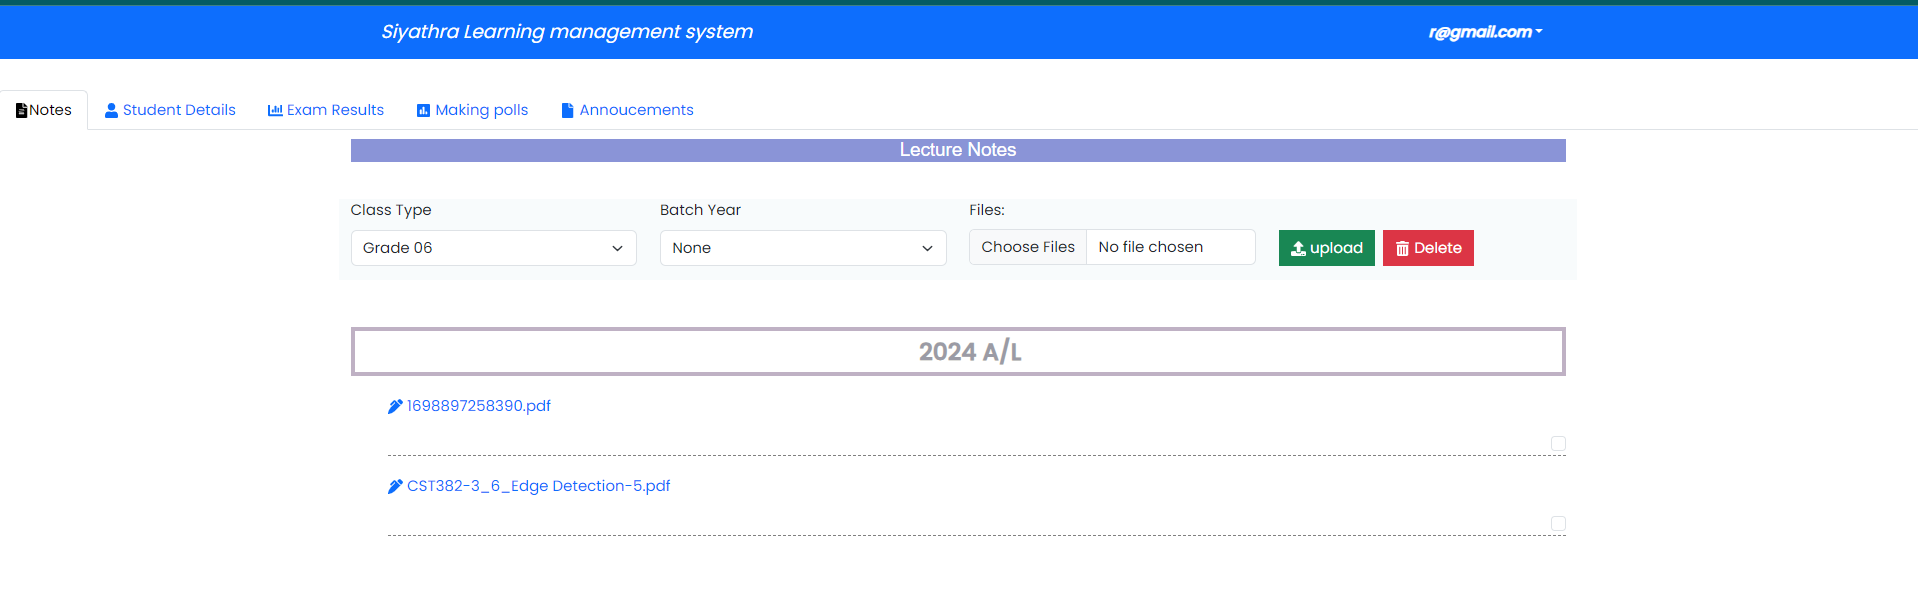 Siyathra Learning management system r@gmail.com
Notes Student Details Exam Results Making polls Annoucements
Lecture Notes
Class Type Batch Year Files:
Grade 06 None Choose Files No file chosen upload Delete
2024 A/L
1698897258390.pdf
CST382-3_6_Edge Detection-5.pdf